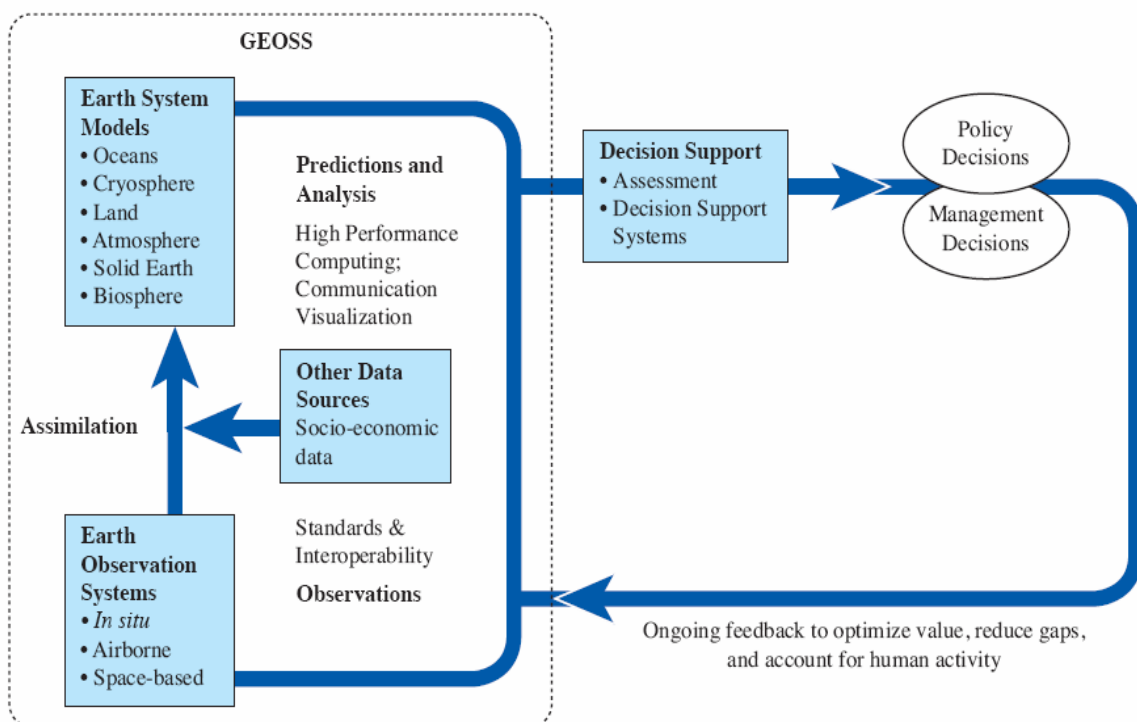 GEOSS
Earth System
Models
• Oceans
• Cryosphere
• Land
• Atmosphere
• Solid Earth
• Biosphere
Predictions and
Analysis
High Performance
Computing;
Communication
Visualization
Other Data
Sources
Socio-economic
data
Assimilation
Earth
Observation
Systems
• In situ
• Airborne
• Space-based
Standards &
Interoperability
Observations
Decision Support
• Assessment
• Decision Support
Systems
Policy
Decisions
Management
Decisions
Ongoing feedback to optimize value, reduce gaps,
and account for human activity